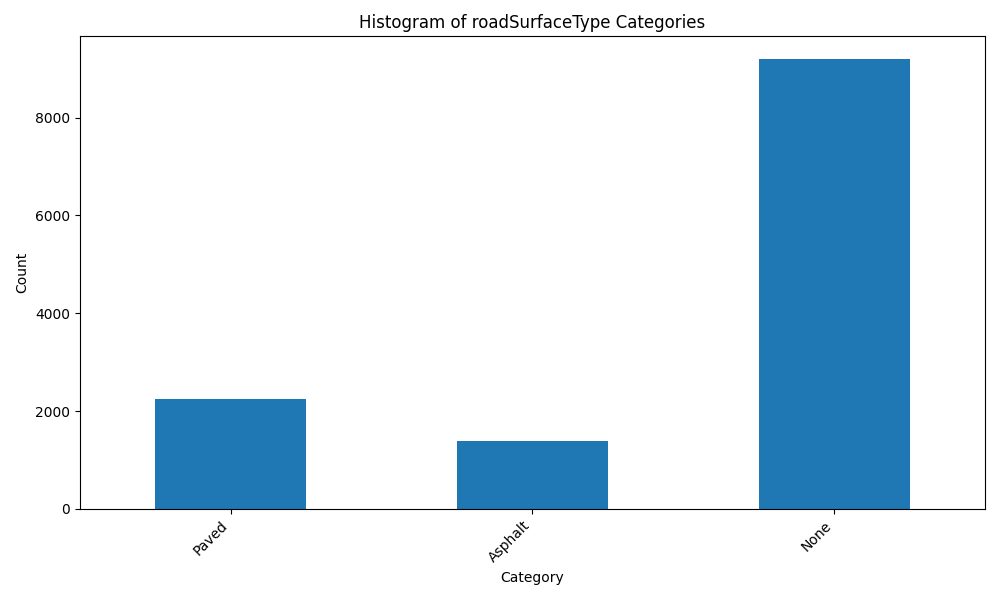 Histogram of roadSurfaceType Categories
8000
6000
4000
2000
0
Count
Paved
Asphalt
None
Category